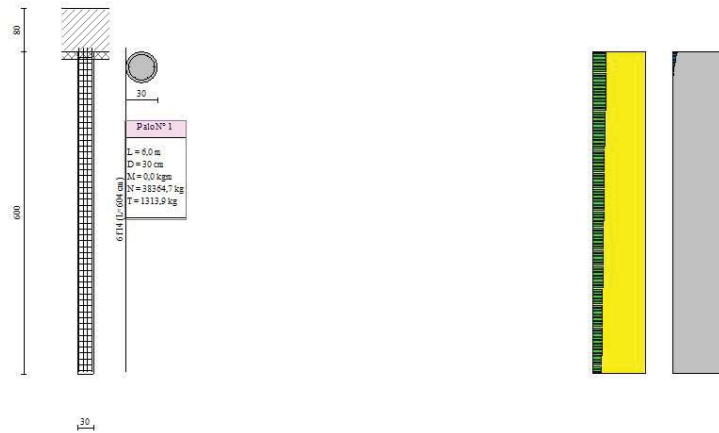 80
30
Palo N° 1
L = 6,0 m
D = 30 cm
M = 0,0 kgm
N = 38364,7 kg
T = 1313,9 kg
600
6 f14 (L=604 cm)
30